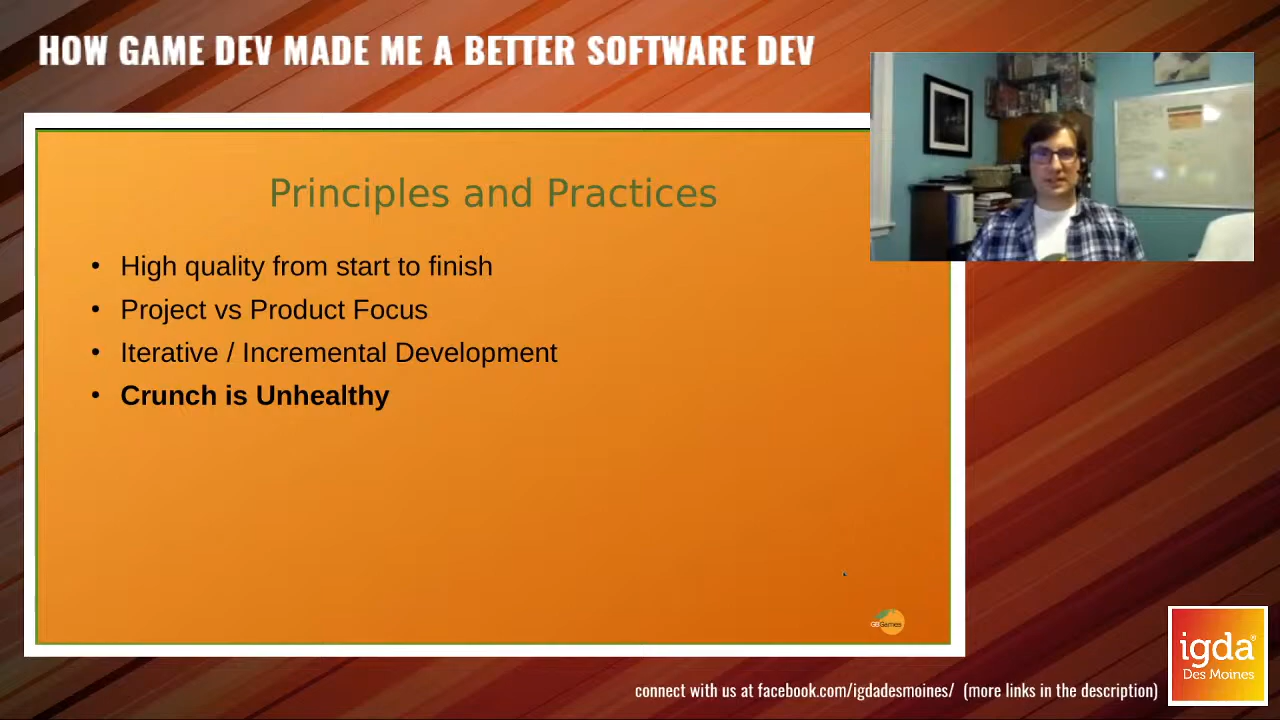 HOW GAME DEV MADE ME A BETTER SOFTWARE DEV
Principles and Practices
• High quality from start to finish
• Project vs Product Focus
• Iterative / Incremental Development
• Crunch is Unhealthy
GBGames
connect with us at facebook.com/igdadesmoines/ (more links in the description)
igda®
Des Moines